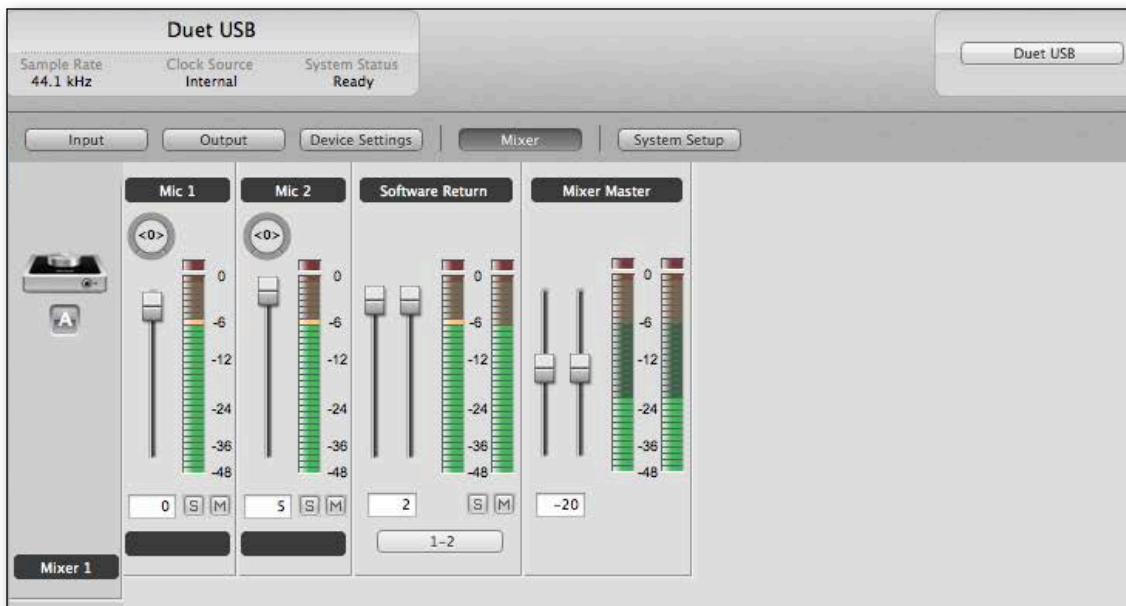 Duet USB
Sample Rate Clock Source System Status
44.1 kHz Internal Ready
Duet USB
Input Output Device Settings Mixer System Setup
Mic 1 Mic 2 Software Return Mixer Master
<0> <0>
0 0 0 0
-6 -6 -6 -6
A
-12 -12 -12 -12
-24 -24 -24 -24
-36 -36 -36 -36
-48 -48 -48 -48
0 S M 5 S M 2 S M -20
1-2
Mixer 1